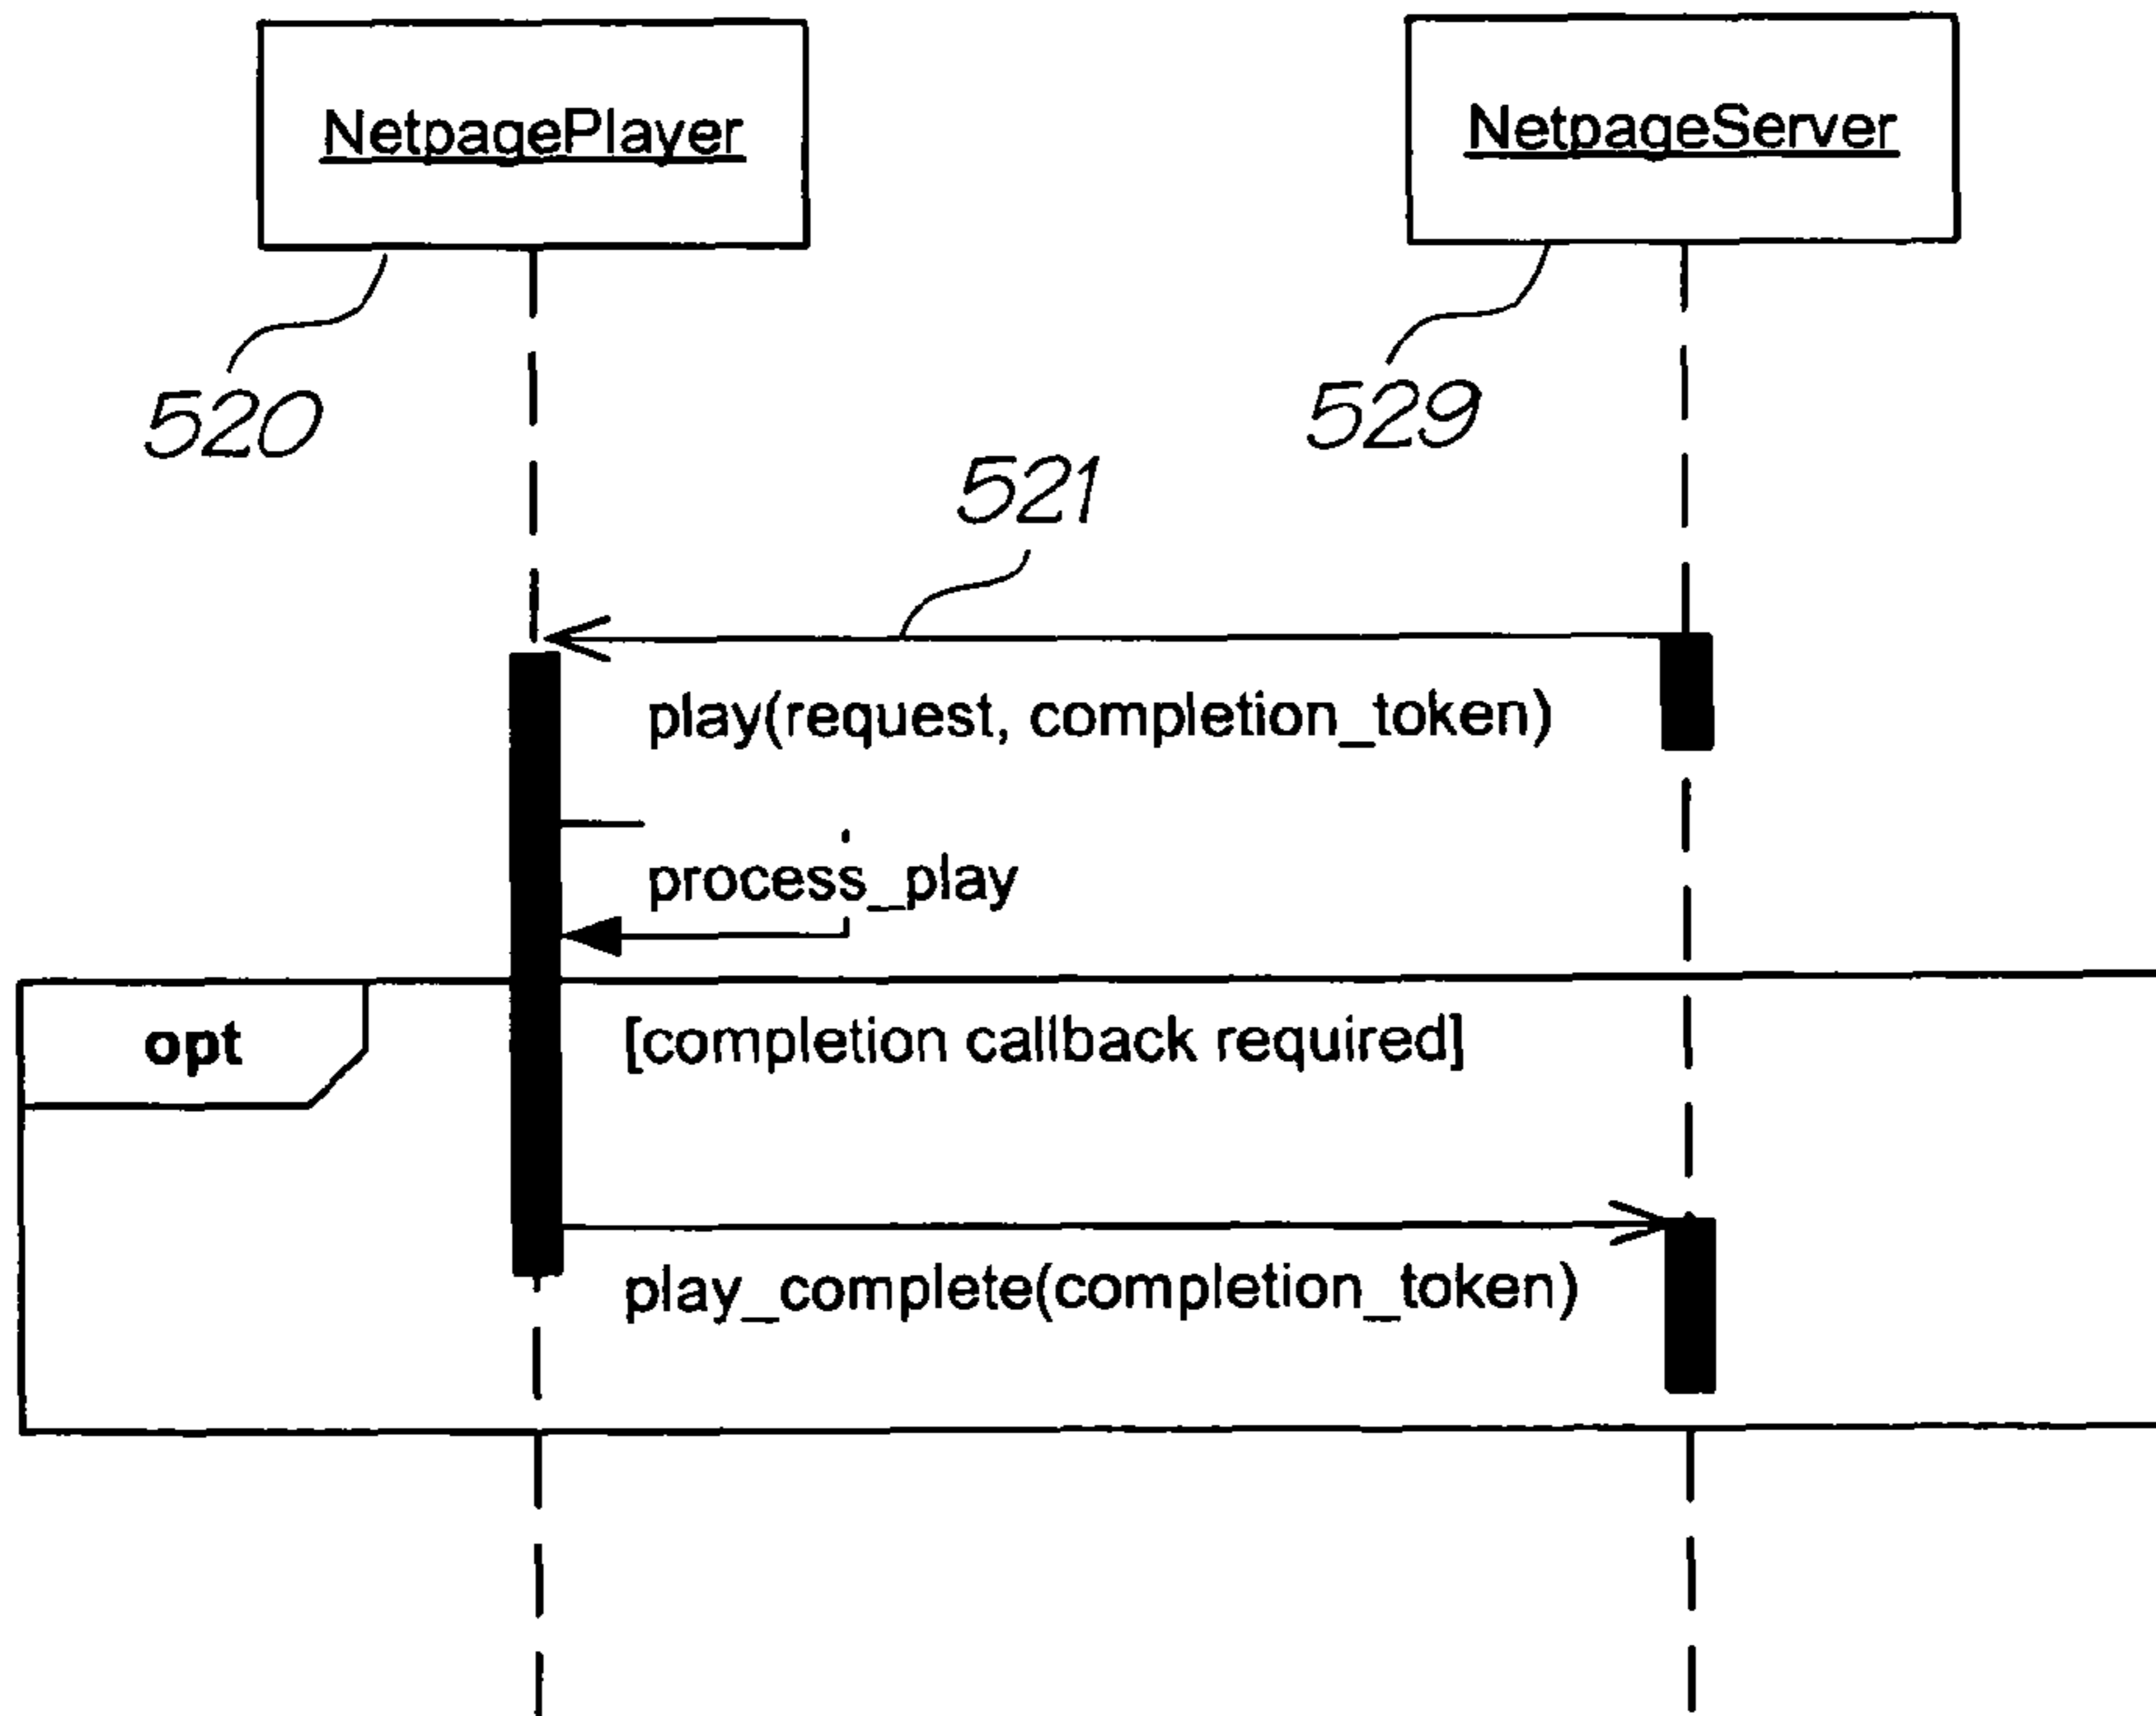 NetpagePlayer
NetpageServer
520
529
521
play(request, completion_token)
process_play
opt
[completion callback required]
play_complete(completion_token)